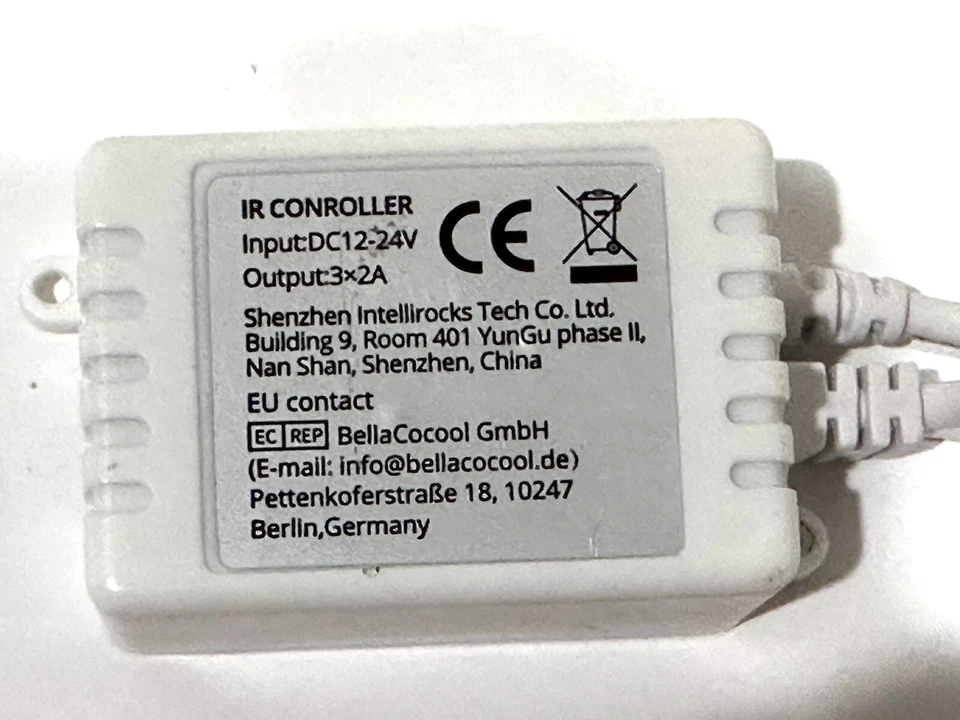 IR CONROLLER
Input:DC12-24V
Output:3×2A
CE
Shenzhen Intellirocks Tech Co. Ltd.
Building 9, Room 401 YunGu phase II,
Nan Shan, Shenzhen, China
EU contact
EC REP BellaCocool GmbH
(E-mail: info@bellacocool.de)
Pettenkoferstraße 18, 10247
Berlin,Germany